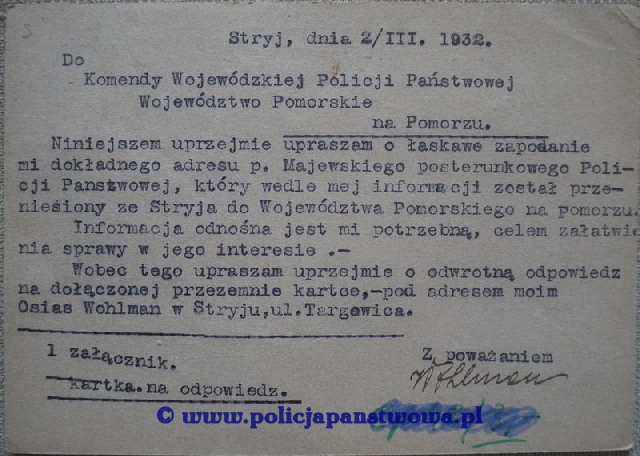 3
Stryj, dnia 2/III. 1932.
Do
Komendy Wojewódzkiej Policji Państwowej
Województwo Pomorskie
na Pomorzu.
Niniejszem uprzejmie upraszam o łaskawe zapodanie
mi dokładnego adresu p. Majewskiego posterunkowego Poli-
cji Panstwowej, który wedle mej informacji został prze-
nieśiony ze Stryja do Województwa Pomorskiego na pomorzu.
Informacja odnośna jest mi potrzebną, celem załatwie
nia sprawy w jego interesie .-
Wobec tego upraszam uprzejmie o odwrotną odpowiedz
na dołączonej przezemnie kartce,-pod adresem moim
Osias Wohlman w Stryju,ul.Targowica.
1 załącznik.
kartka.na odpowiedz.
Z poważaniem
Wohlman
© www.policjapanstwowa.pl